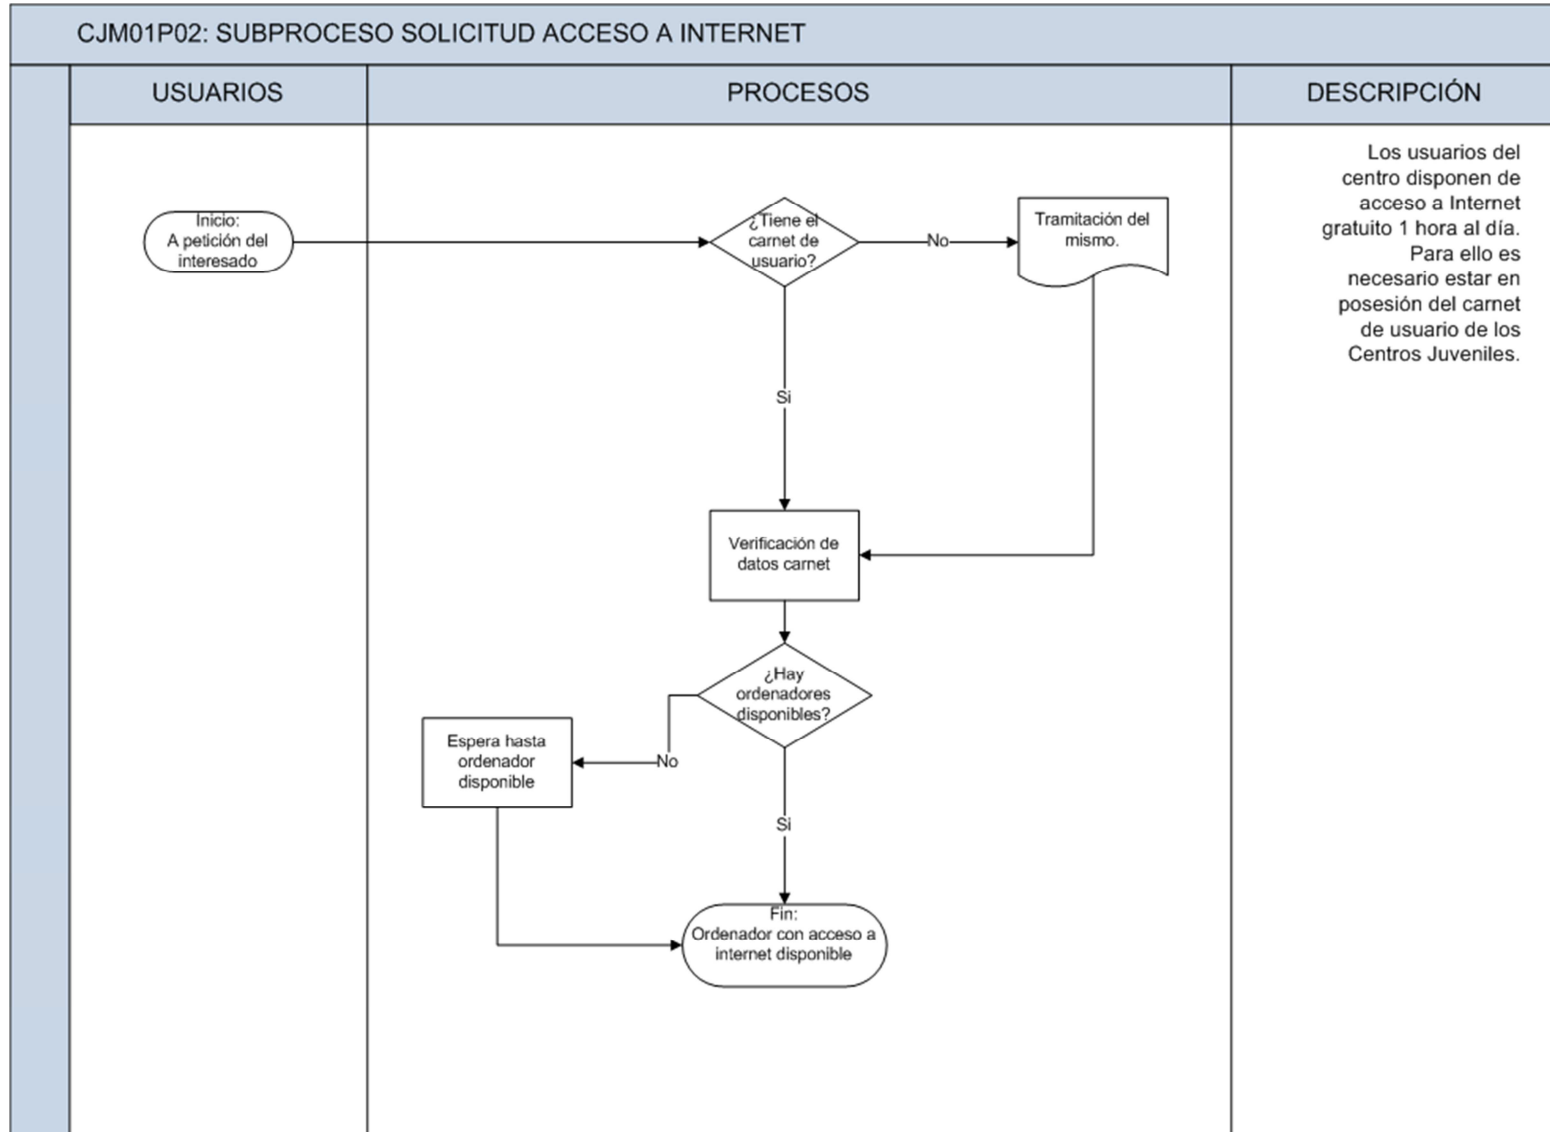 CJM01P02: SUBPROCESO SOLICITUD ACCESO A INTERNET
USUARIOS
PROCESOS
DESCRIPCIÓN
Inicio:
A petición del
interesado
¿Tiene el
carnet de
usuario?
No
Tramitación del
mismo.
Los usuarios del
centro disponen de
acceso a Internet
gratuito 1 hora al día.
Para ello es
necesario estar en
posesión del carnet
de usuario de los
Centros Juveniles.
Si
Verificación de
datos carnet
¿Hay
ordenadores
disponibles?
No
Espera hasta
ordenador
disponible
Si
Fin:
Ordenador con acceso a
internet disponible